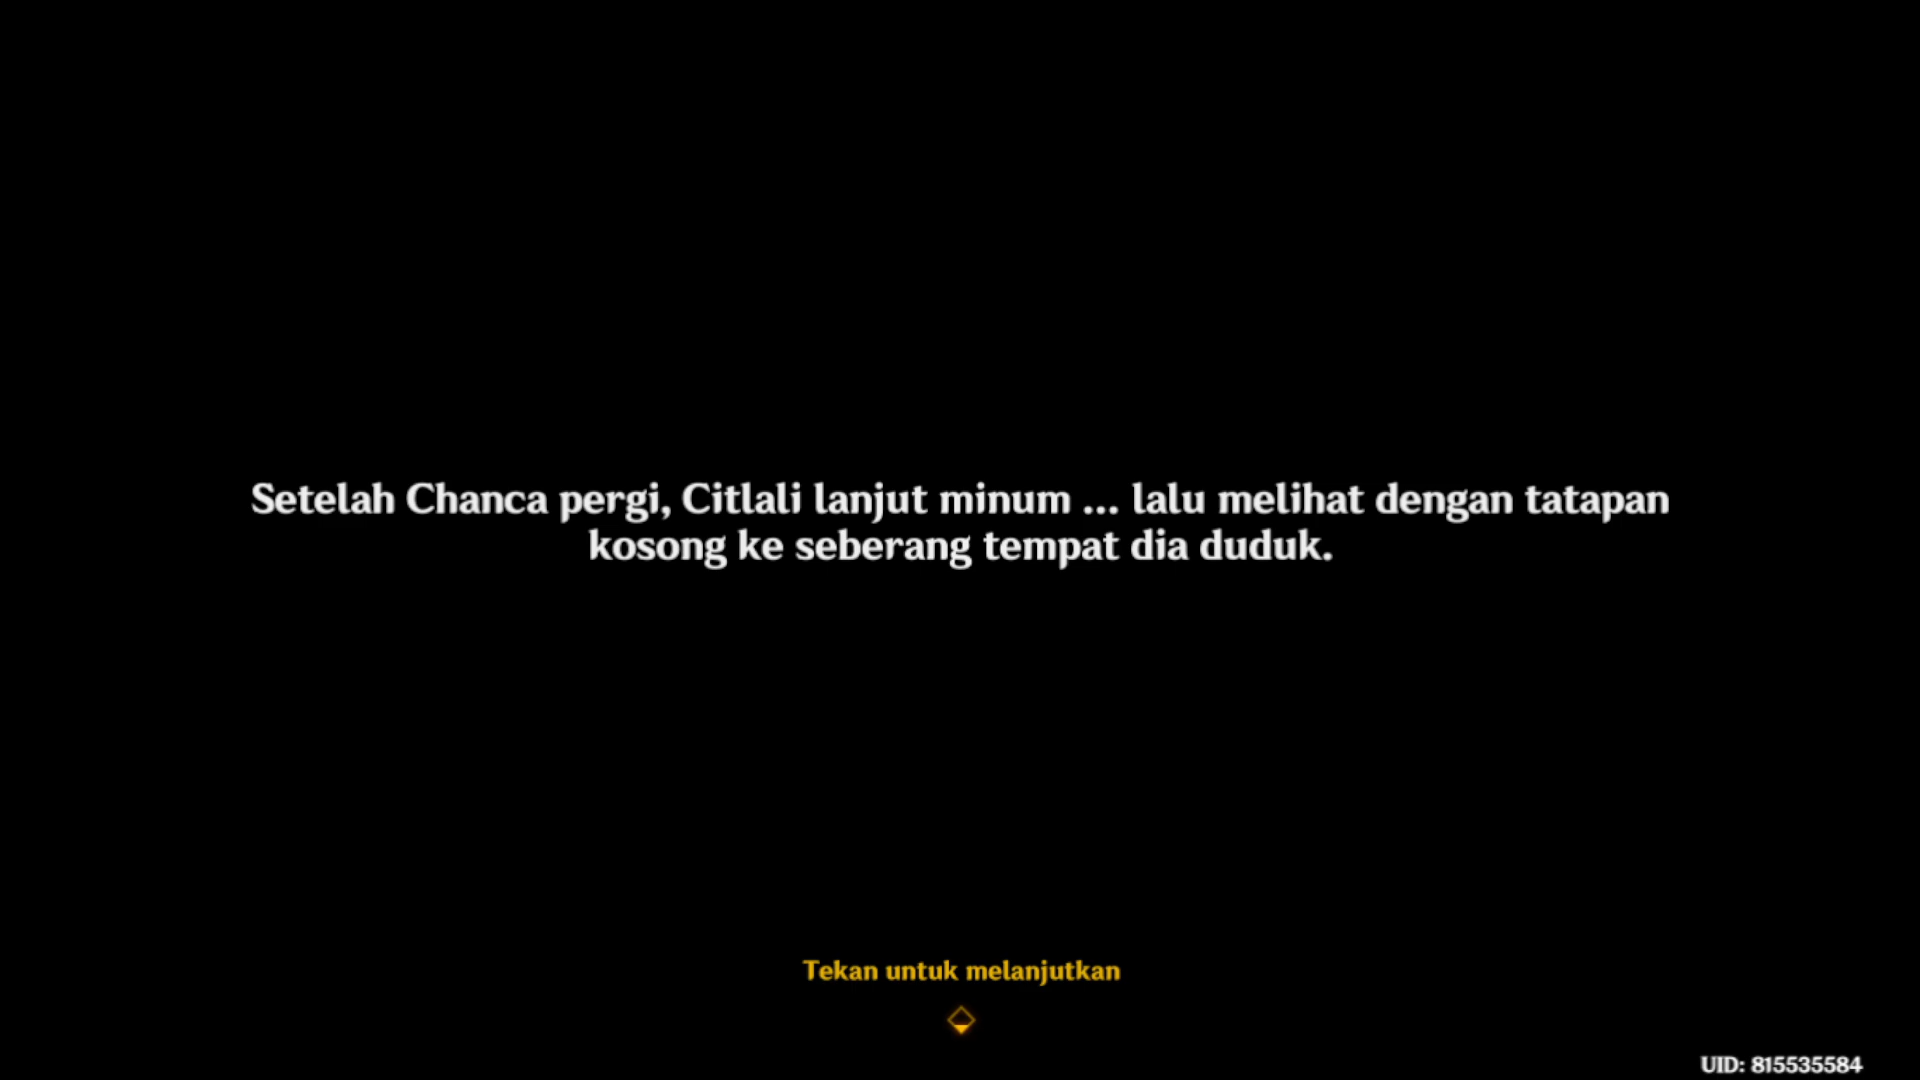 Setelah Chanca pergi, Citlali lanjut minum ... lalu melihat dengan tatapan
kosong ke seberang tempat dia duduk.
Tekan untuk melanjutkan
UID: 815535584